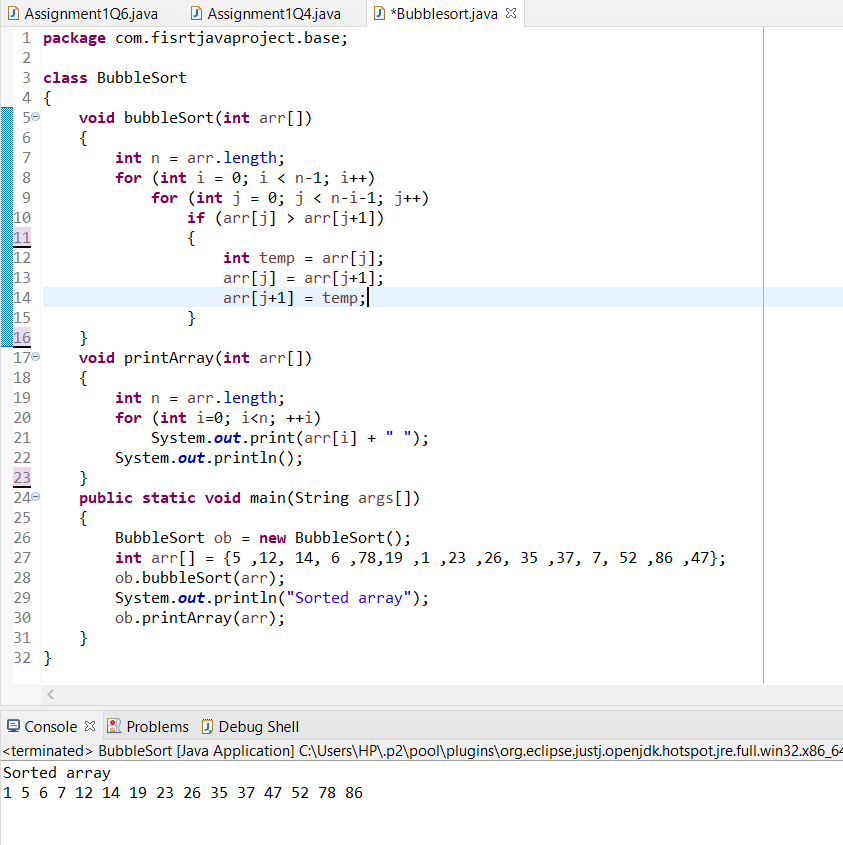 Assignment1Q6.java Assignment1Q4.java *Bubblesort.java
1 package com.fisrtjavaproject.base;
2
3 class BubbleSort
4 {
5 void bubbleSort(int arr[])
6 {
7 int n = arr.length;
8 for (int i = 0; i < n-1; i++)
9 for (int j = 0; j < n-i-1; j++)
10 if (arr[j] > arr[j+1])
11 {
12 int temp = arr[j];
13 arr[j] = arr[j+1];
14 arr[j+1] = temp;
15 }
16 }
17 void printArray(int arr[])
18 {
19 int n = arr.length;
20 for (int i=0; i<n; ++i)
21 System.out.print(arr[i] + " ");
22 System.out.println();
23 }
24 public static void main(String args[])
25 {
26 BubbleSort ob = new BubbleSort();
27 int arr[] = {5 ,12, 14, 6 ,78,19 ,1 ,23 ,26, 35 ,37, 7, 52 ,86 ,47};
28 ob.bubbleSort(arr);
29 System.out.println("Sorted array");
30 ob.printArray(arr);
31 }
32 }
Console Problems Debug Shell
<terminated> BubbleSort [Java Application] C:\Users\HP\.p2\pool\plugins\org.eclipse.justj.openjdk.hotspot.jre.full.win32.x86_64
Sorted array
1 5 6 7 12 14 19 23 26 35 37 47 52 78 86